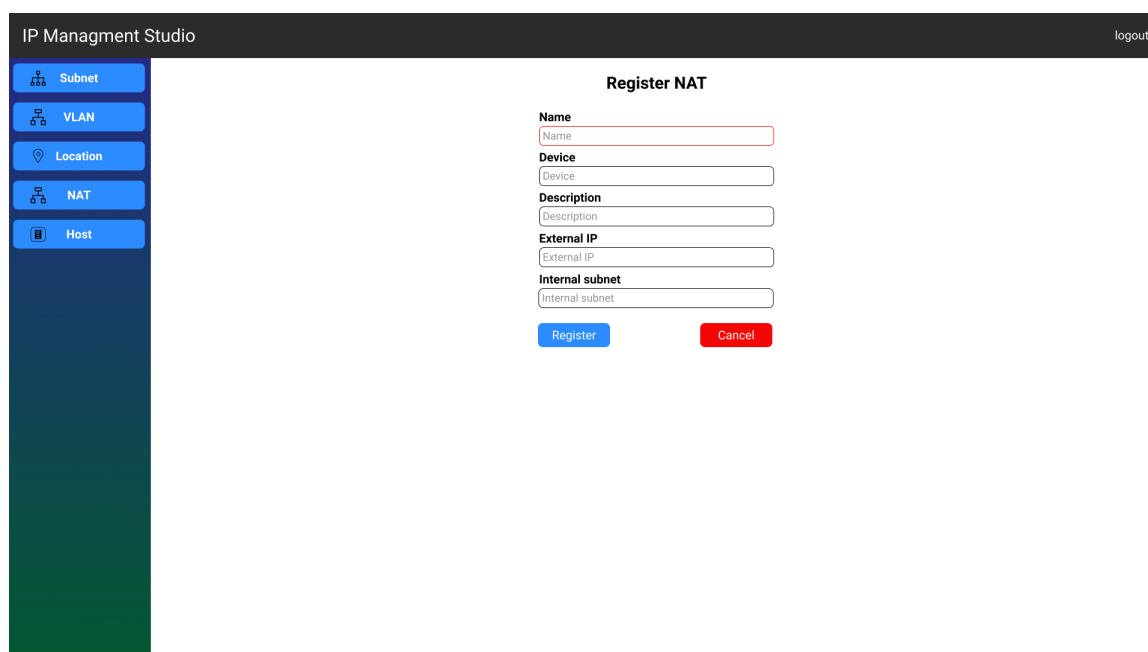 IP Managment Studio
logout
Subnet
VLAN
Location
NAT
Host
Register NAT
Name
Name
Device
Device
Description
Description
External IP
External IP
Internal subnet
Internal subnet
Register
Cancel